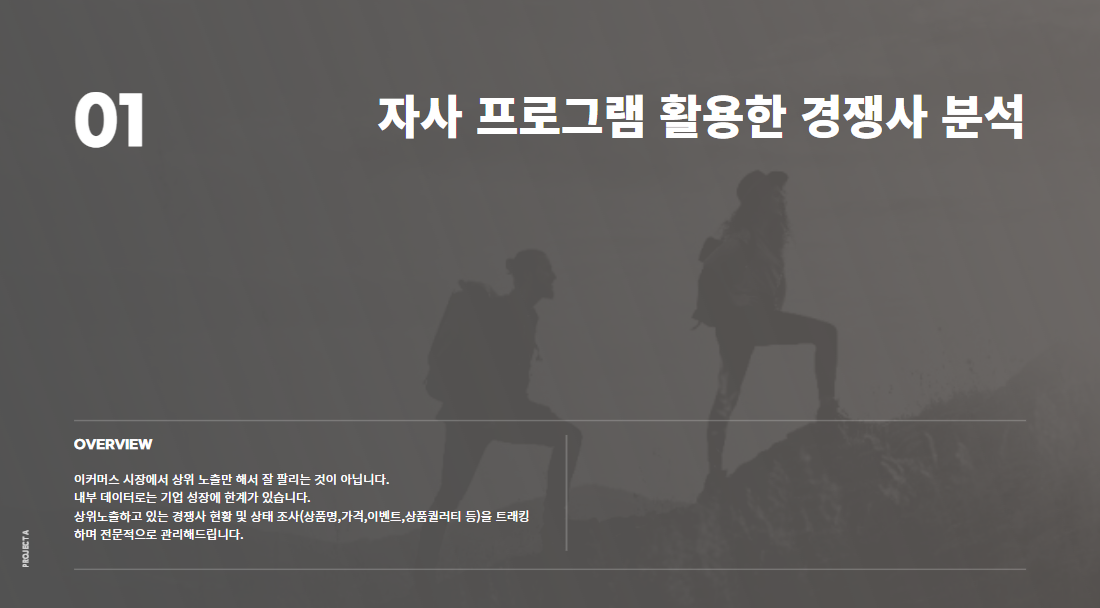 01
자사 프로그램 활용한 경쟁사 분석
OVERVIEW
이커머스 시장에서 상위 노출만 해서 잘 팔리는 것이 아닙니다.
내부 데이터로는 기업 성장에 한계가 있습니다.
상위노출하고 있는 경쟁사 현황 및 상태 조사(상품명,가격,이벤트,상품퀄러티 등)을 트래킹
하며 전문적으로 관리해드립니다.
PROJECT A